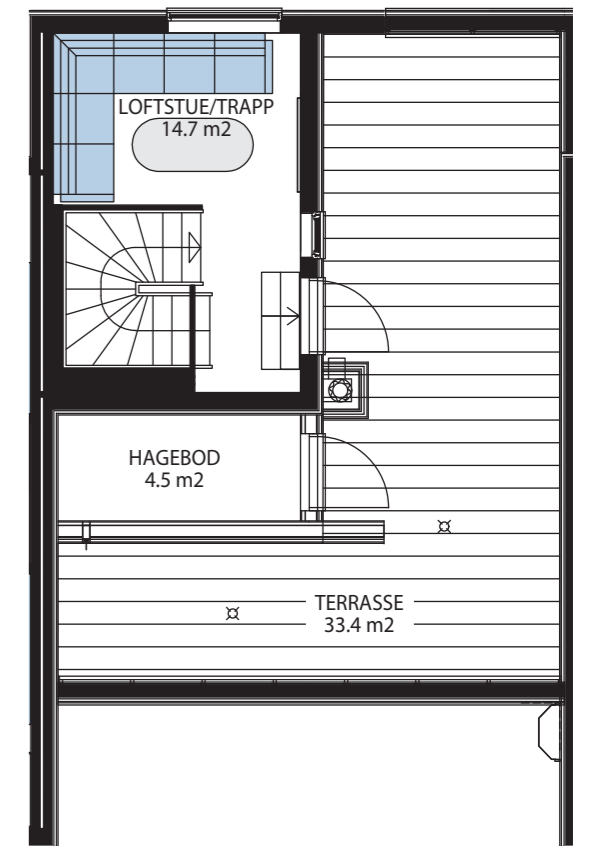 LOFTSTUE/TRAPP
14.7 m2
HAGEBOD
4.5 m2
TERRASSE
33.4 m2